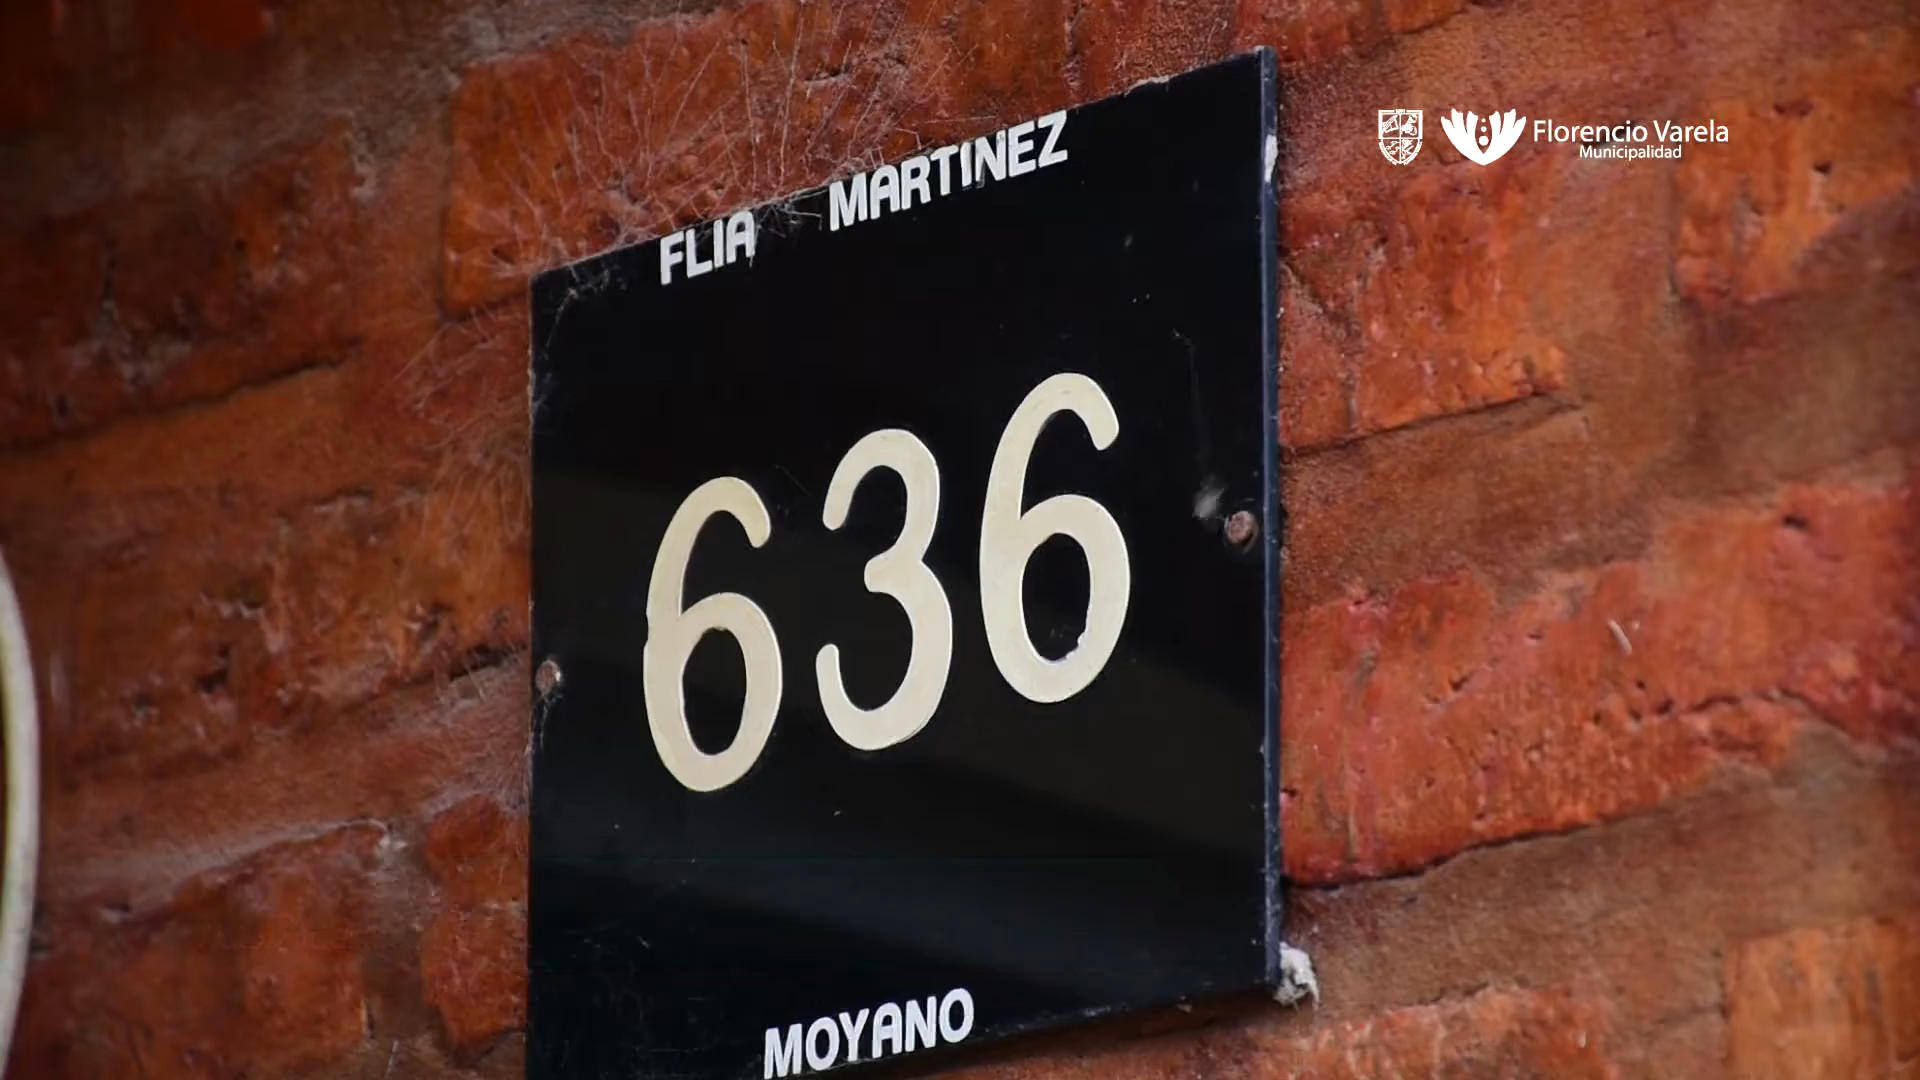 FLIA MARTINEZ
636
MOYANO
Florencio Varela
Municipalidad